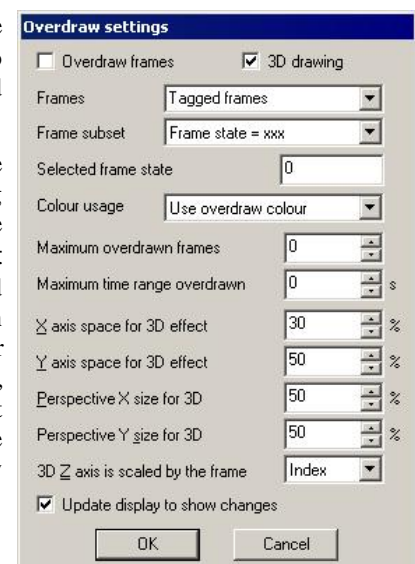 Overdraw settings
Overdraw frames 3D drawing
Frames Tagged frames
Frame subset Frame state = xxx
Selected frame state 0
Colour usage Use overdraw colour
Maximum overdrawn frames 0
Maximum time range overdrawn 0 s
X axis space for 3D effect 30 %
Y axis space for 3D effect 50 %
Perspective X size for 3D 50 %
Perspective Y size for 3D 50 %
3D Z axis is scaled by the frame Index
Update display to show changes
OK Cancel